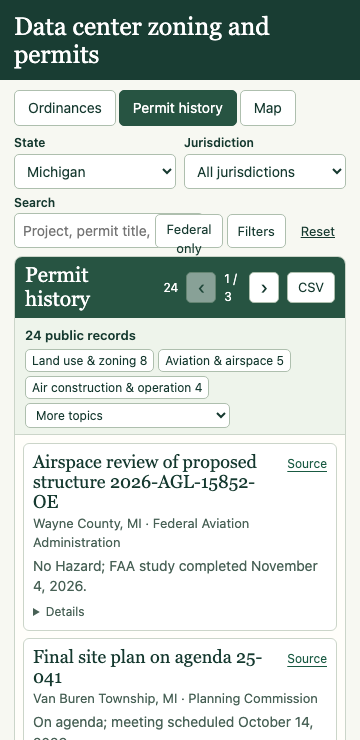 Data center zoning and
permits
Ordinances
Permit history
Map
State
Jurisdiction
Michigan
All jurisdictions
Search
Project, permit title,
Federal
only
Filters
Reset
Permit
history
24
‹
1 /
3
›
CSV
24 public records
Land use & zoning 8
Aviation & airspace 5
Air construction & operation 4
More topics
Airspace review of proposed
structure 2026-AGL-15852-
OE
Source
Wayne County, MI · Federal Aviation
Administration
No Hazard; FAA study completed November
4, 2026.
Details
Final site plan on agenda 25-
041
Source
Van Buren Township, MI · Planning Commission
On agenda; meeting scheduled October 14,